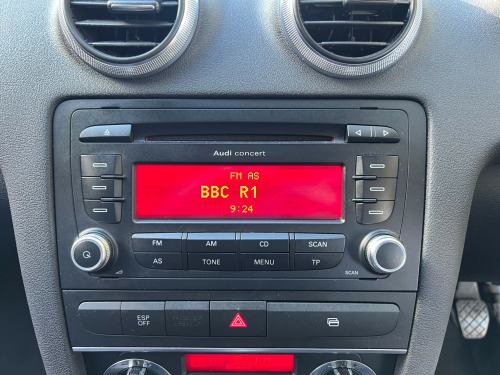 Audi concert
FM AS
BBC R1
9:24
FM AM CD SCAN
AS TONE MENU TP
SCAN
ESP
OFF